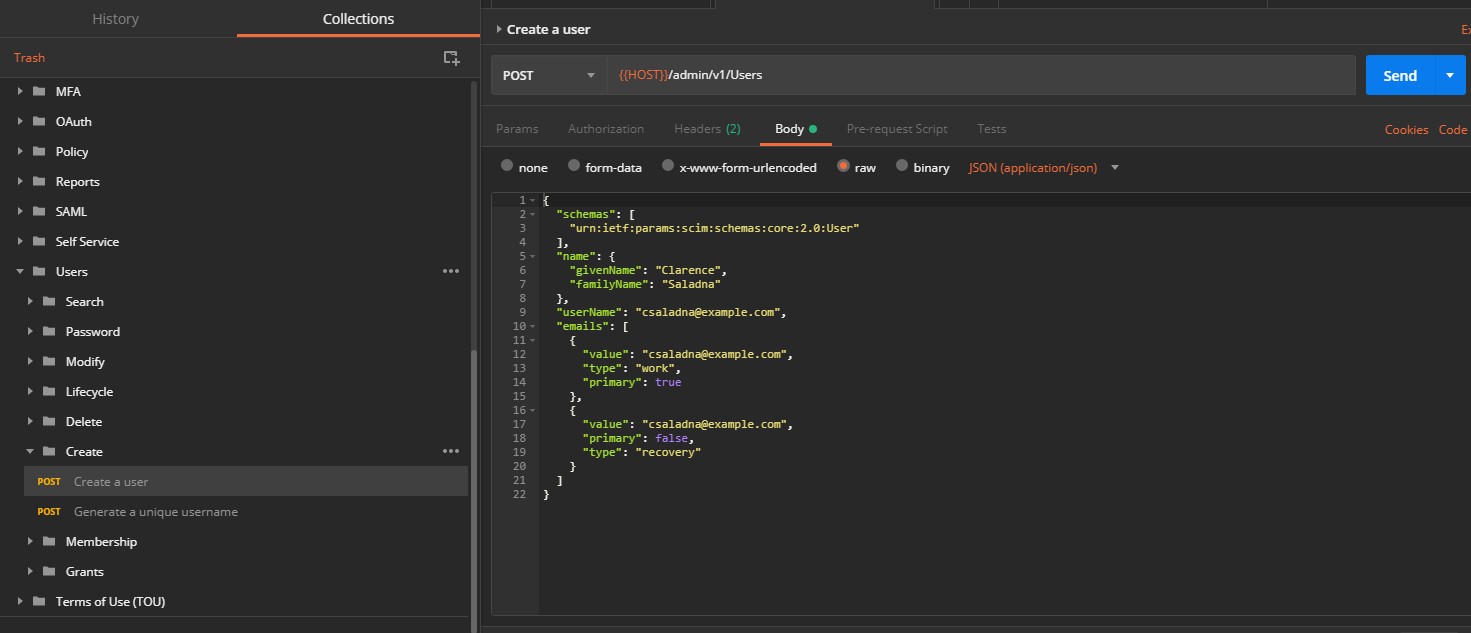 History
Collections
Trash
MFA
OAuth
Policy
Reports
SAML
Self Service
Users
Search
Password
Modify
Lifecycle
Delete
Create
POST Create a user
POST Generate a unique username
Membership
Grants
Terms of Use (TOU)
Create a user
Ex
POST {{HOST}}/admin/v1/Users Send
Params Authorization Headers (2) Body Pre-request Script Tests Cookies Code
none form-data x-www-form-urlencoded raw binary JSON (application/json)
1 {
2 "schemas": [
3 "urn:ietf:params:scim:schemas:core:2.0:User"
4 ],
5 "name": {
6 "givenName": "Clarence",
7 "familyName": "Saladna"
8 },
9 "userName": "csaladna@example.com",
10 "emails": [
11 {
12 "value": "csaladna@example.com",
13 "type": "work",
14 "primary": true
15 },
16 {
17 "value": "csaladna@example.com",
18 "primary": false,
19 "type": "recovery"
20 }
21 ]
22 }